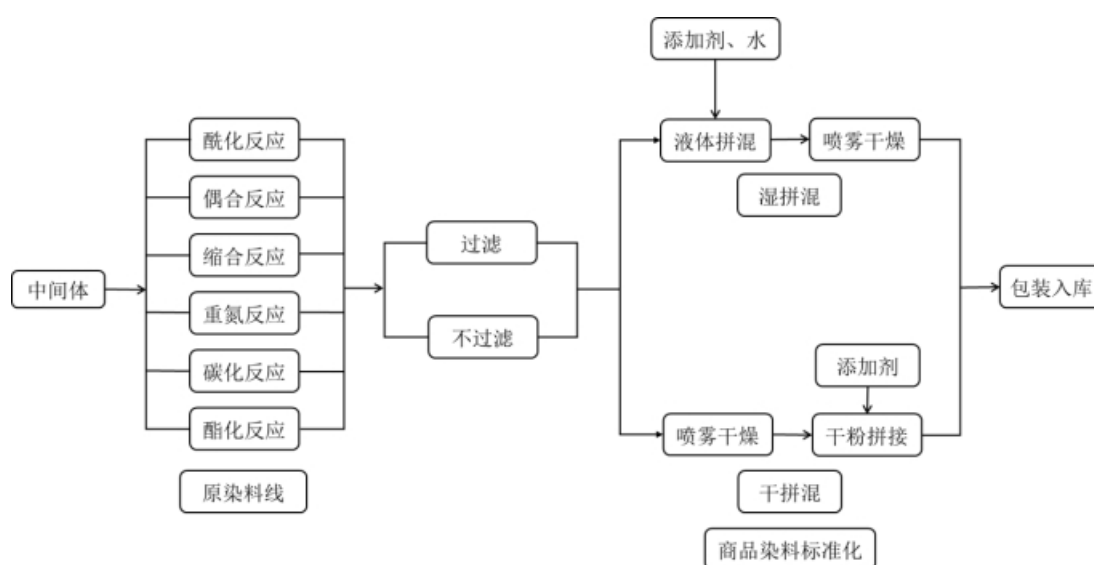 添加剂、水
酰化反应
液体拼混
喷雾干燥
偶合反应
湿拼混
过滤
缩合反应
中间体
包装入库
重氮反应
不过滤
碳化反应
添加剂
酯化反应
喷雾干燥
干粉拼接
原染料线
干拼混
商品染料标准化